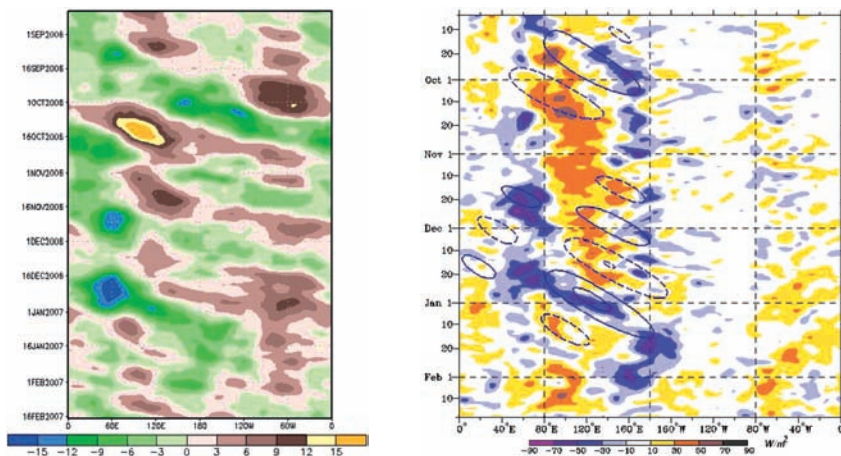 1SEP2006
16SEP2006
1OCT2006
16OCT2006
1NOV2006
16NOV2006
1DEC2006
16DEC2006
1JAN2007
16JAN2007
1FEB2007
16FEB2007
0 60E 120E 180 120W 60W 0
-15 -12 -9 -6 -3 0 3 6 9 12 15
10
20
Oct 1
10
20
Nov 1
10
20
Dec 1
10
20
Jan 1
10
20
Feb 1
10
0° 40°E 80°E 120°E 160°E 160°W 120°W 80°W 40°W 0
-90 -70 -50 -30 -10 10 30 50 70 90 W/m²